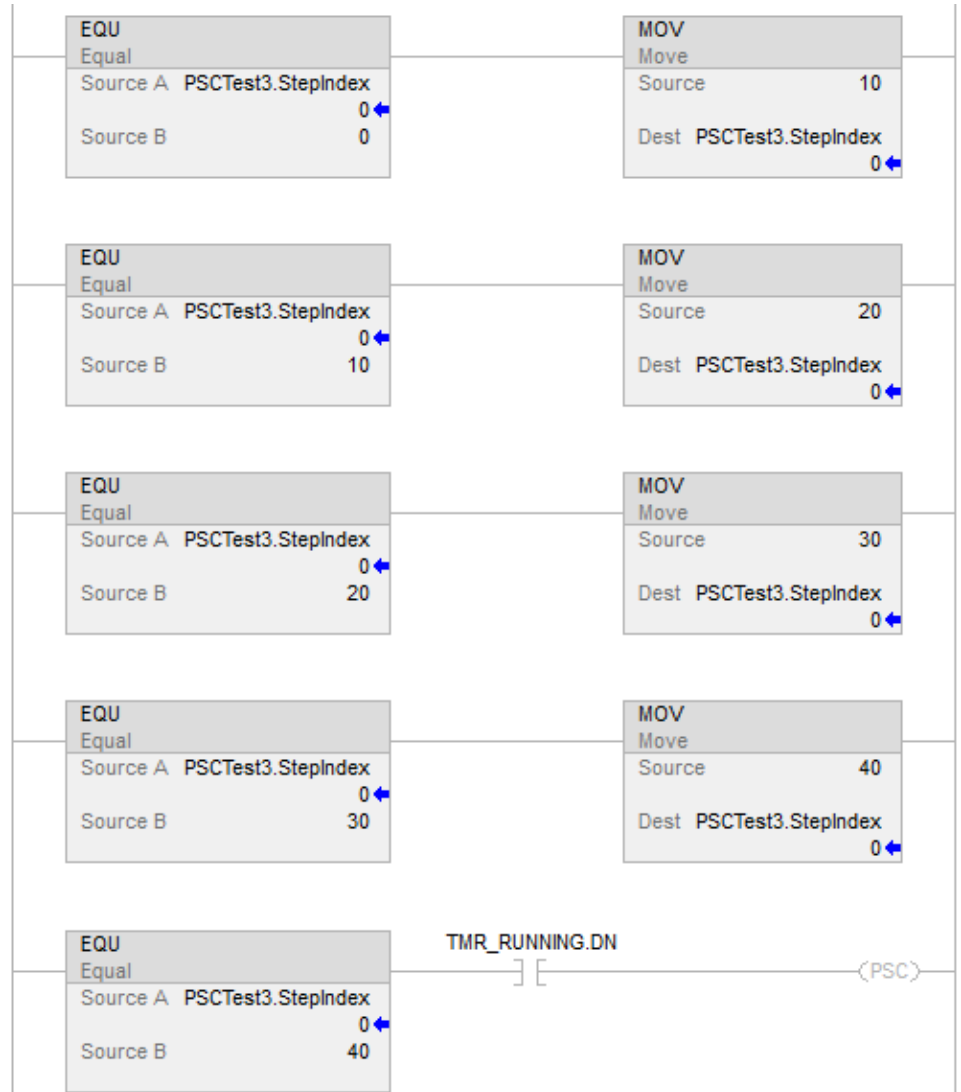 EQU MOV
Equal Move
Source A PSCTest3.StepIndex Source 10
0
Source B 0 Dest PSCTest3.StepIndex
0
EQU MOV
Equal Move
Source A PSCTest3.StepIndex Source 20
0
Source B 10 Dest PSCTest3.StepIndex
0
EQU MOV
Equal Move
Source A PSCTest3.StepIndex Source 30
0
Source B 20 Dest PSCTest3.StepIndex
0
EQU MOV
Equal Move
Source A PSCTest3.StepIndex Source 40
0
Source B 30 Dest PSCTest3.StepIndex
0
EQU TMR_RUNNING.DN
Equal (PSC)
Source A PSCTest3.StepIndex
0
Source B 40